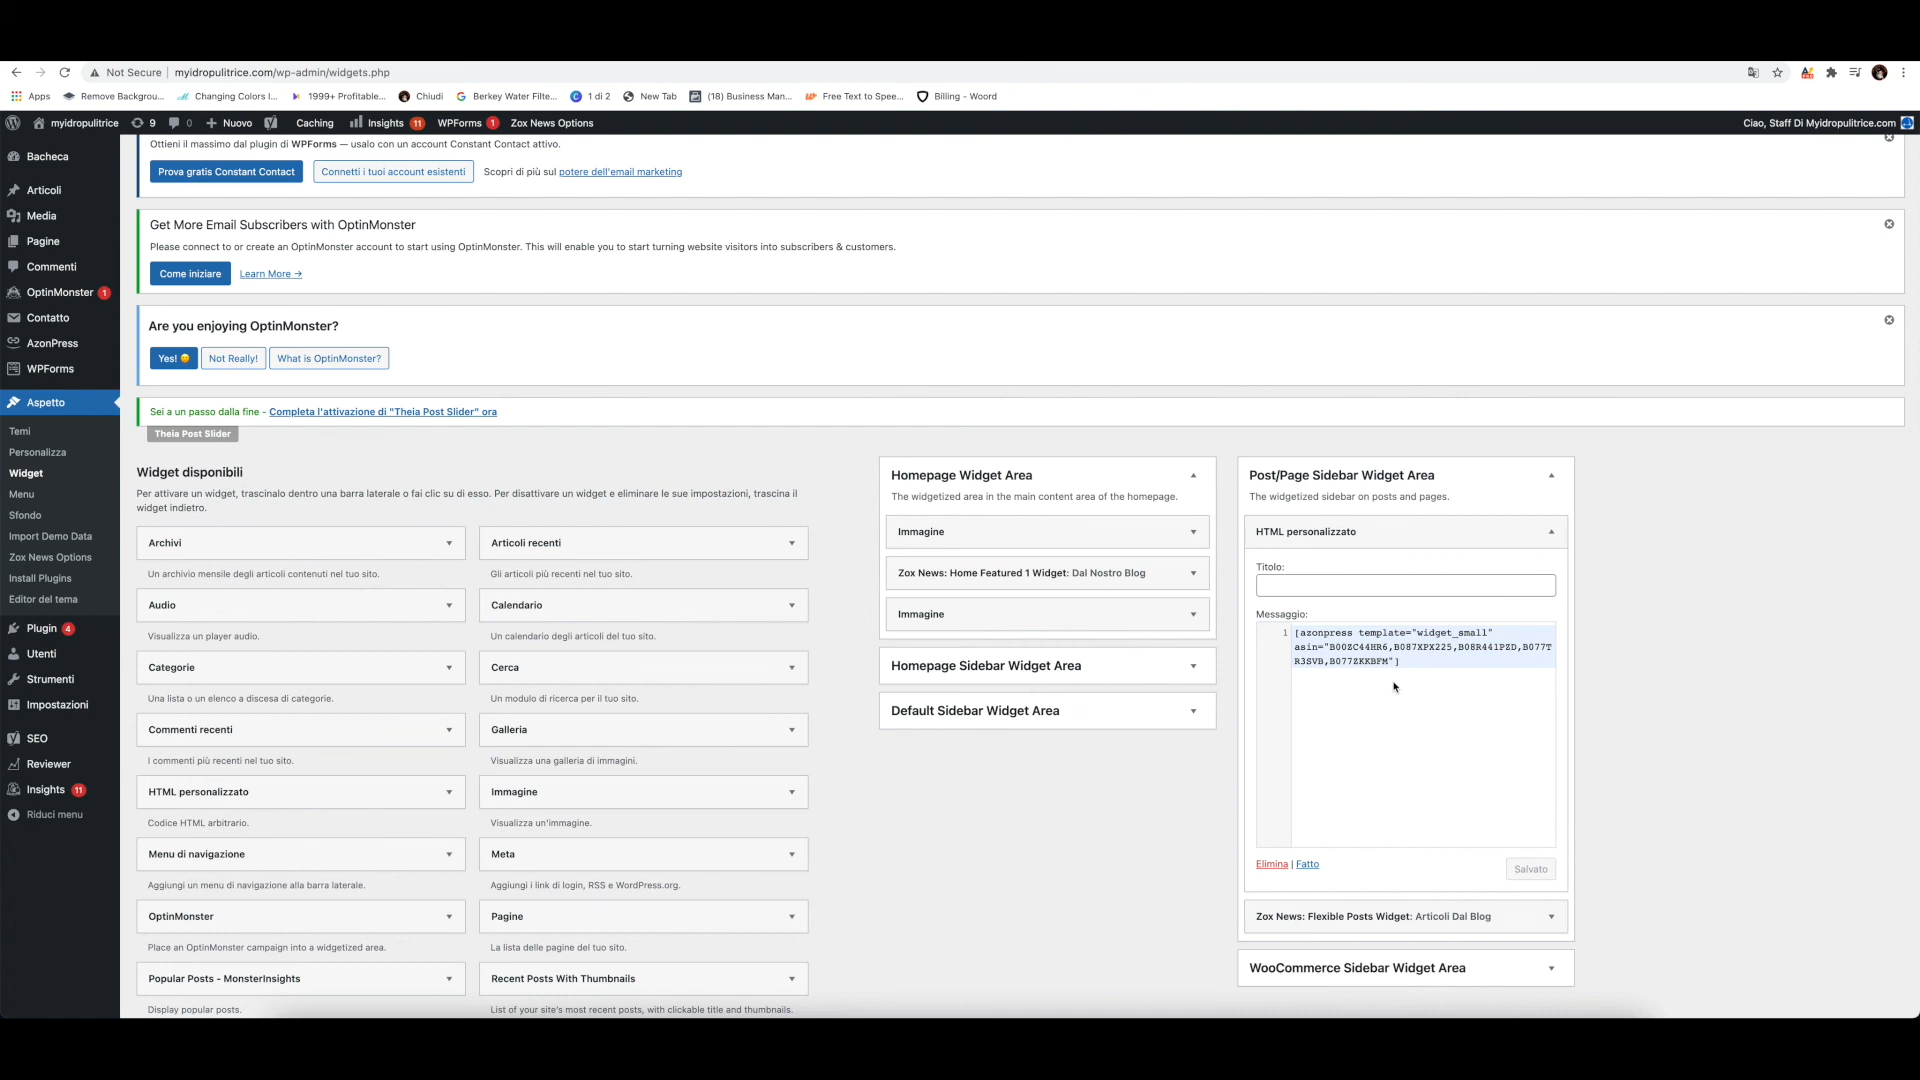 Not Secure | myidropulitrice.com/wp-admin/widgets.php
Apps Remove Backgrou... Changing Colors I... 1999+ Profitable... Chiudi Berkey Water Filte... 1 di 2 New Tab (18) Business Man... Free Text to Spee... Billing - Woord
myidropulitrice 9 0 + Nuovo Caching Insights 11 WPForms 1 Zox News Options Ciao, Staff Di Myidropulitrice.com
Bacheca
Articoli
Media
Pagine
Commenti
OptinMonster 1
Contatto
AzonPress
WPForms
Aspetto
Temi
Personalizza
Widget
Menu
Sfondo
Import Demo Data
Zox News Options
Install Plugins
Editor del tema
Plugin 4
Utenti
Strumenti
Impostazioni
SEO
Reviewer
Insights 11
Riduci menu
Ottieni il massimo dal plugin di WPForms — usalo con un account Constant Contact attivo.
Prova gratis Constant Contact Connetti i tuoi account esistenti Scopri di più sul potere dell'email marketing
Get More Email Subscribers with OptinMonster
Please connect to or create an OptinMonster account to start using OptinMonster. This will enable you to start turning website visitors into subscribers & customers.
Come iniziare Learn More →
Are you enjoying OptinMonster?
Yes! 😀 Not Really! What is OptinMonster?
Sei a un passo dalla fine - Completa l'attivazione di "Theia Post Slider" ora
Theia Post Slider
Widget disponibili
Per attivare un widget, trascinalo dentro una barra laterale o fai clic su di esso. Per disattivare un widget e eliminare le sue impostazioni, trascina il
widget indietro.
Archivi
Un archivio mensile degli articoli contenuti nel tuo sito.
Articoli recenti
Gli articoli più recenti nel tuo sito.
Audio
Visualizza un player audio.
Calendario
Un calendario degli articoli del tuo sito.
Categorie
Una lista o un elenco a discesa di categorie.
Cerca
Un modulo di ricerca per il tuo sito.
Commenti recenti
I commenti più recenti nel tuo sito.
Galleria
Visualizza una galleria di immagini.
HTML personalizzato
Codice HTML arbitrario.
Immagine
Visualizza un'immagine.
Menu di navigazione
Aggiungi un menu di navigazione alla barra laterale.
Meta
Aggiungi i link di login, RSS e WordPress.org.
OptinMonster
Place an OptinMonster campaign into a widgetized area.
Pagine
La lista delle pagine del tuo sito.
Popular Posts - MonsterInsights
Display popular posts.
Recent Posts With Thumbnails
List of your site's most recent posts, with clickable title and thumbnails.
Homepage Widget Area
The widgetized area in the main content area of the homepage.
Immagine
Zox News: Home Featured 1 Widget: Dal Nostro Blog
Immagine
Homepage Sidebar Widget Area
Default Sidebar Widget Area
Post/Page Sidebar Widget Area
The widgetized sidebar on posts and pages.
HTML personalizzato
Titolo:
Messaggio:
1 [azonpress template="widget_small"
asin="B00ZC44HR6,B087XPX225,B08R441PZD,B077T
R3SVB,B077ZKKBFM"]
Elimina | Fatto
Salvato
Zox News: Flexible Posts Widget: Articoli Dal Blog
WooCommerce Sidebar Widget Area